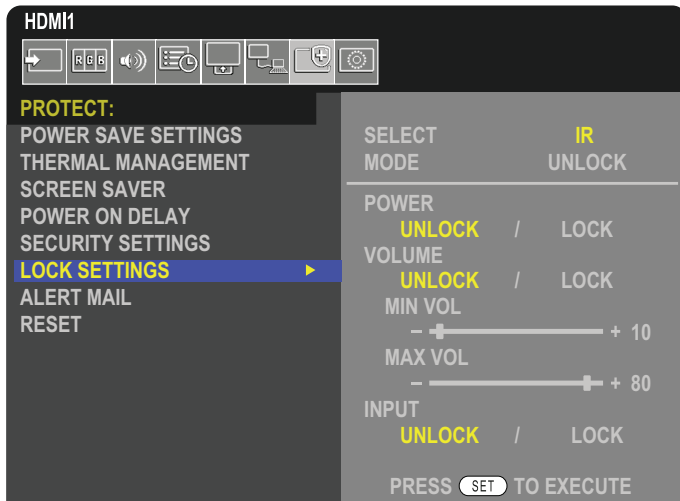 HDMI1
RGB
PROTECT:
POWER SAVE SETTINGS
THERMAL MANAGEMENT
SCREEN SAVER
POWER ON DELAY
SECURITY SETTINGS
LOCK SETTINGS
ALERT MAIL
RESET
SELECT IR
MODE UNLOCK
POWER
UNLOCK / LOCK
VOLUME
UNLOCK / LOCK
MIN VOL
− + 10
MAX VOL
− + 80
INPUT
UNLOCK / LOCK
PRESS SET TO EXECUTE